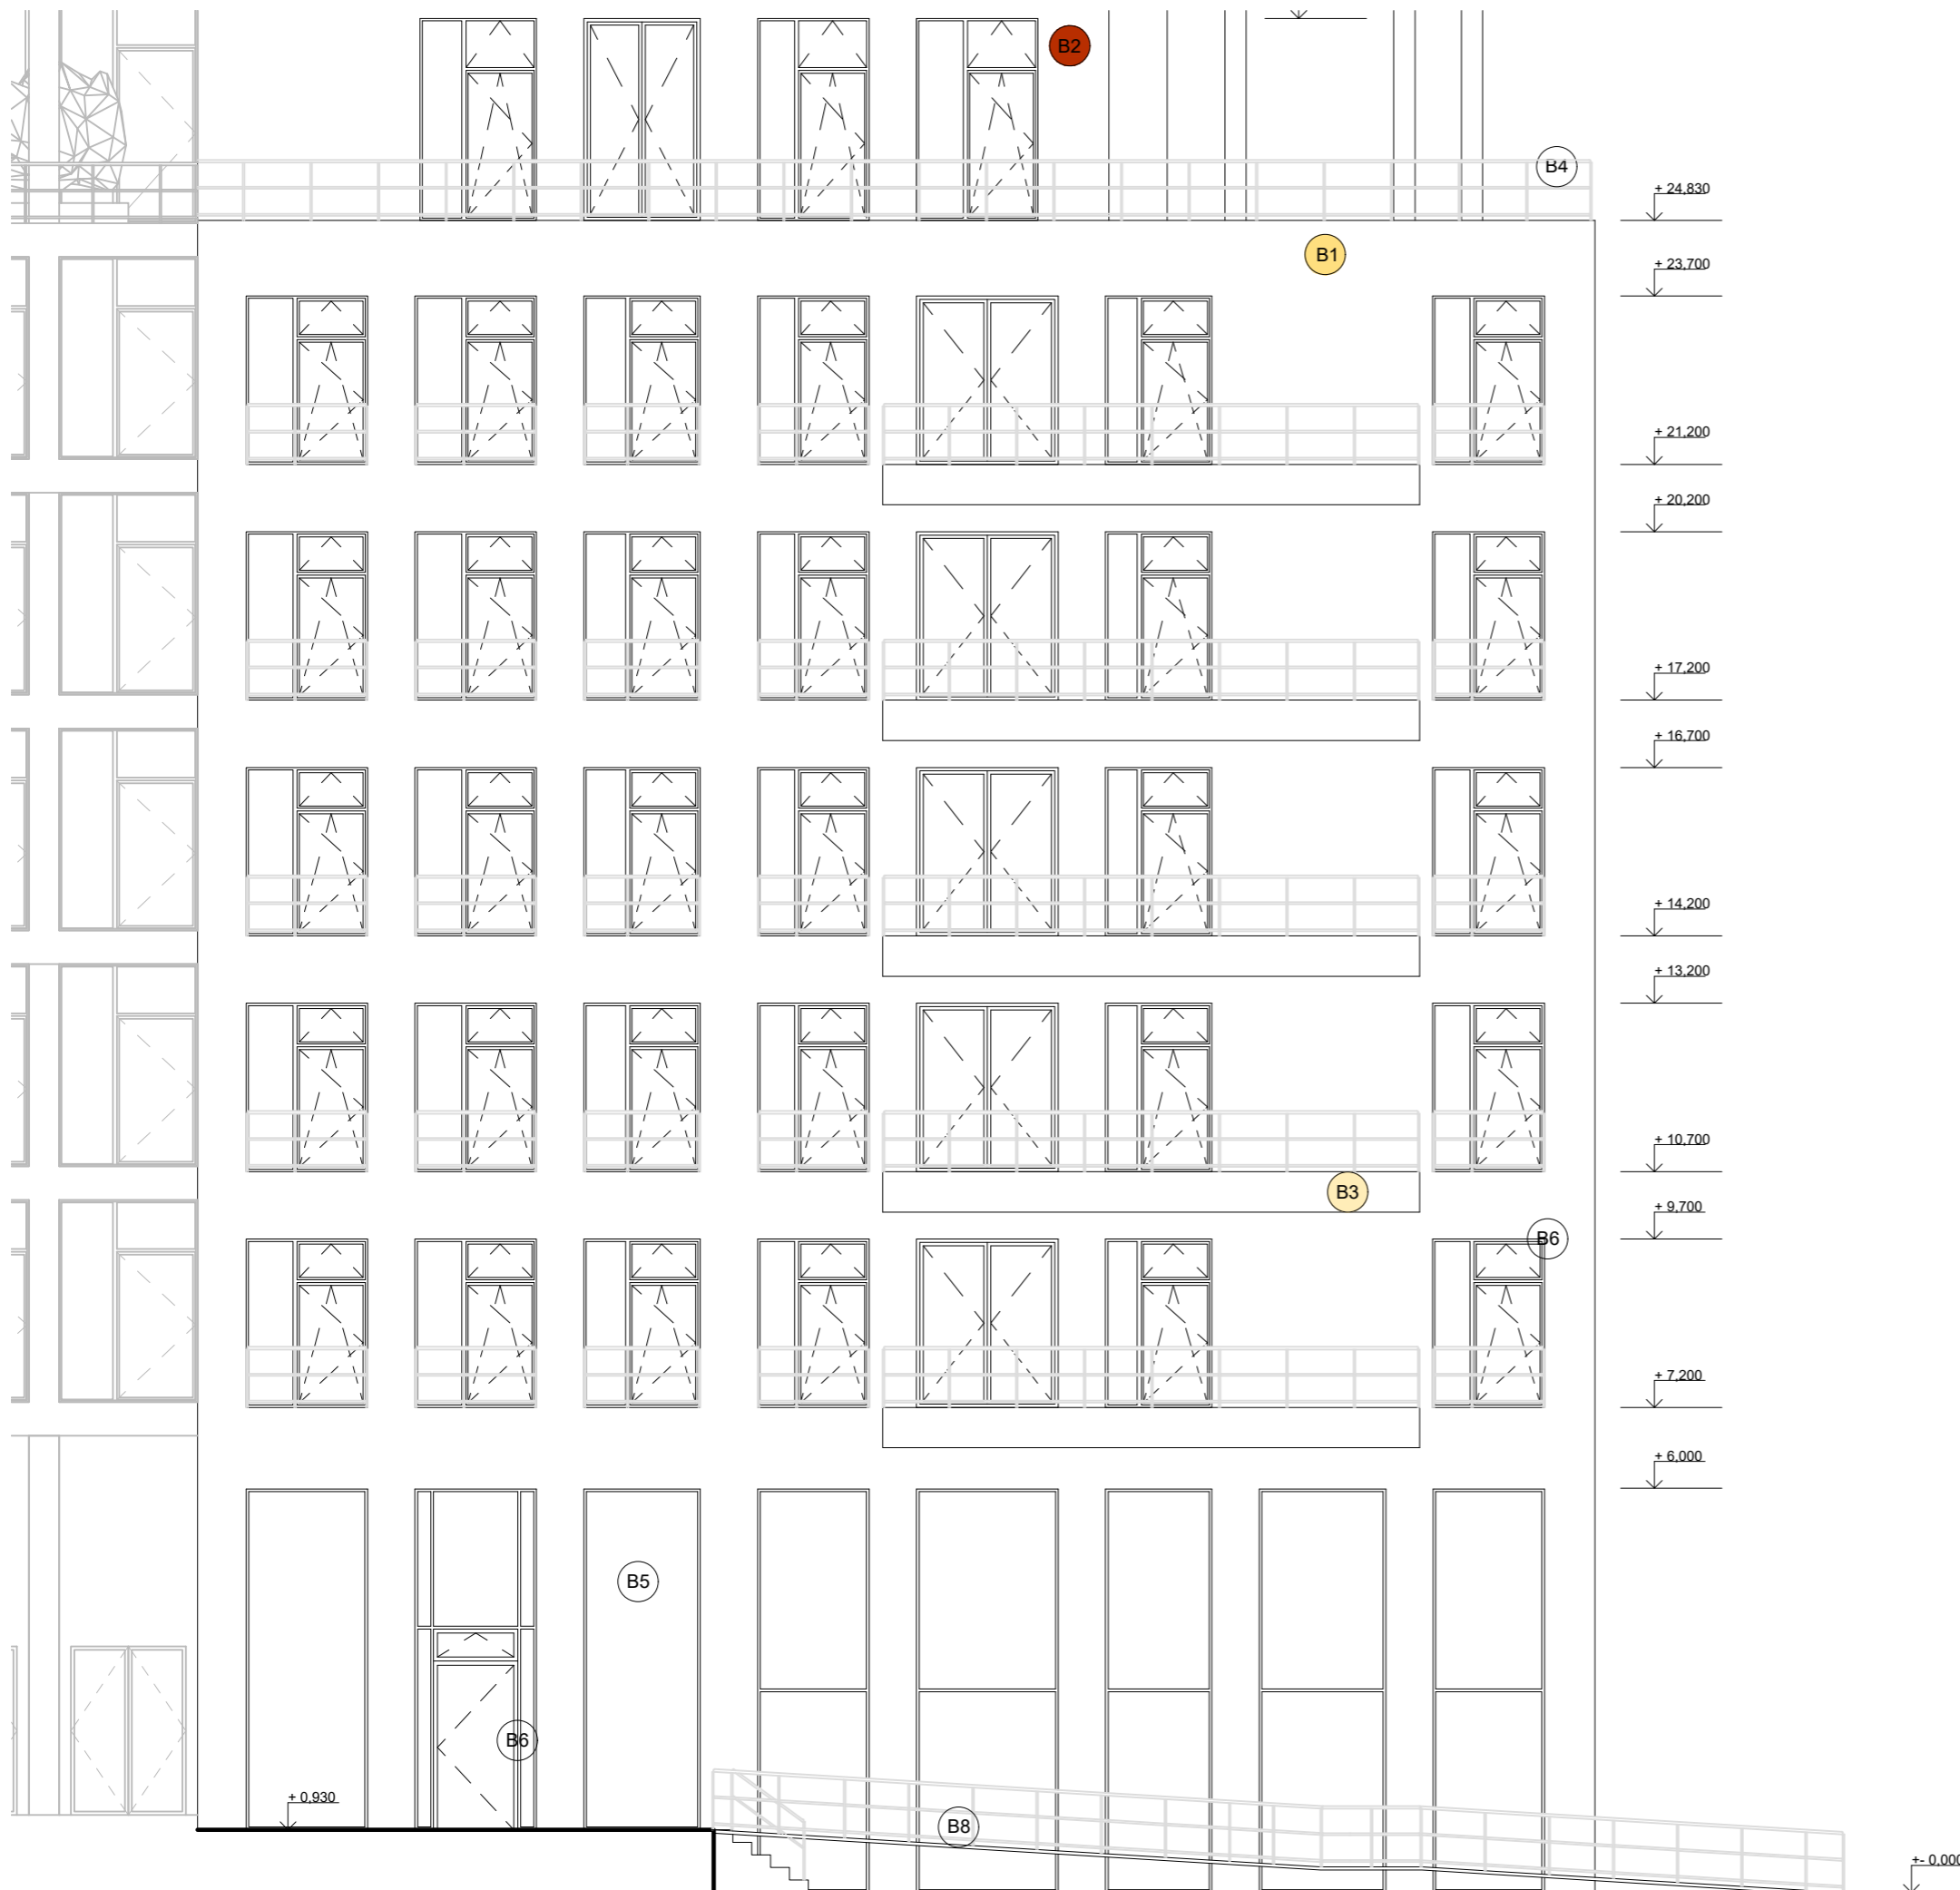 B2
B4
+ 24,830
B1
+ 23,700
+ 21,200
+ 20,200
+ 17,200
+ 16,700
+ 14,200
+ 13,200
+ 10,700
B3
+ 9,700
B6
+ 7,200
+ 6,000
B5
B6
+ 0,930
B8
+- 0,000